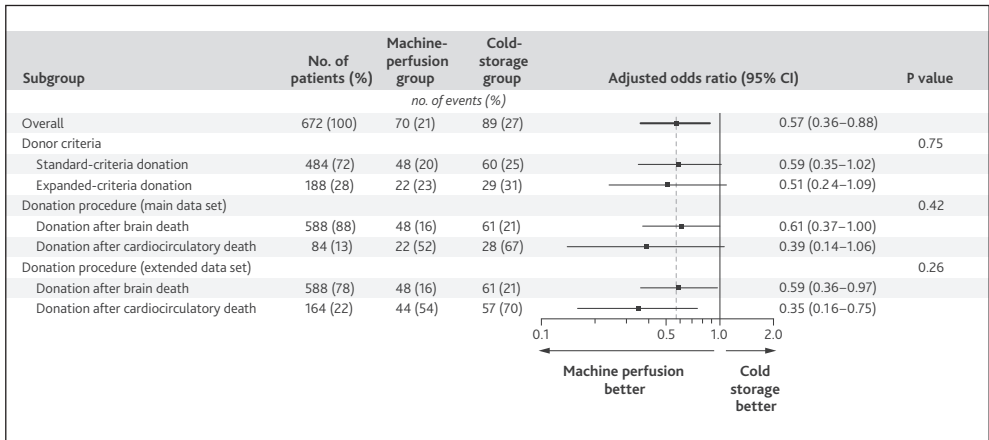 Subgroup No. of patients (%) Machine-perfusion group Cold-storage group Adjusted odds ratio (95% CI) P value
no. of events (%)
Overall 672 (100) 70 (21) 89 (27) 0.57 (0.36–0.88)
Donor criteria 0.75
Standard-criteria donation 484 (72) 48 (20) 60 (25) 0.59 (0.35–1.02)
Expanded-criteria donation 188 (28) 22 (23) 29 (31) 0.51 (0.24–1.09)
Donation procedure (main data set) 0.42
Donation after brain death 588 (88) 48 (16) 61 (21) 0.61 (0.37–1.00)
Donation after cardiocirculatory death 84 (13) 22 (52) 28 (67) 0.39 (0.14–1.06)
Donation procedure (extended data set) 0.26
Donation after brain death 588 (78) 48 (16) 61 (21) 0.59 (0.36–0.97)
Donation after cardiocirculatory death 164 (22) 44 (54) 57 (70) 0.35 (0.16–0.75)
0.1 0.5 1.0 2.0
Machine perfusion better
Cold storage better